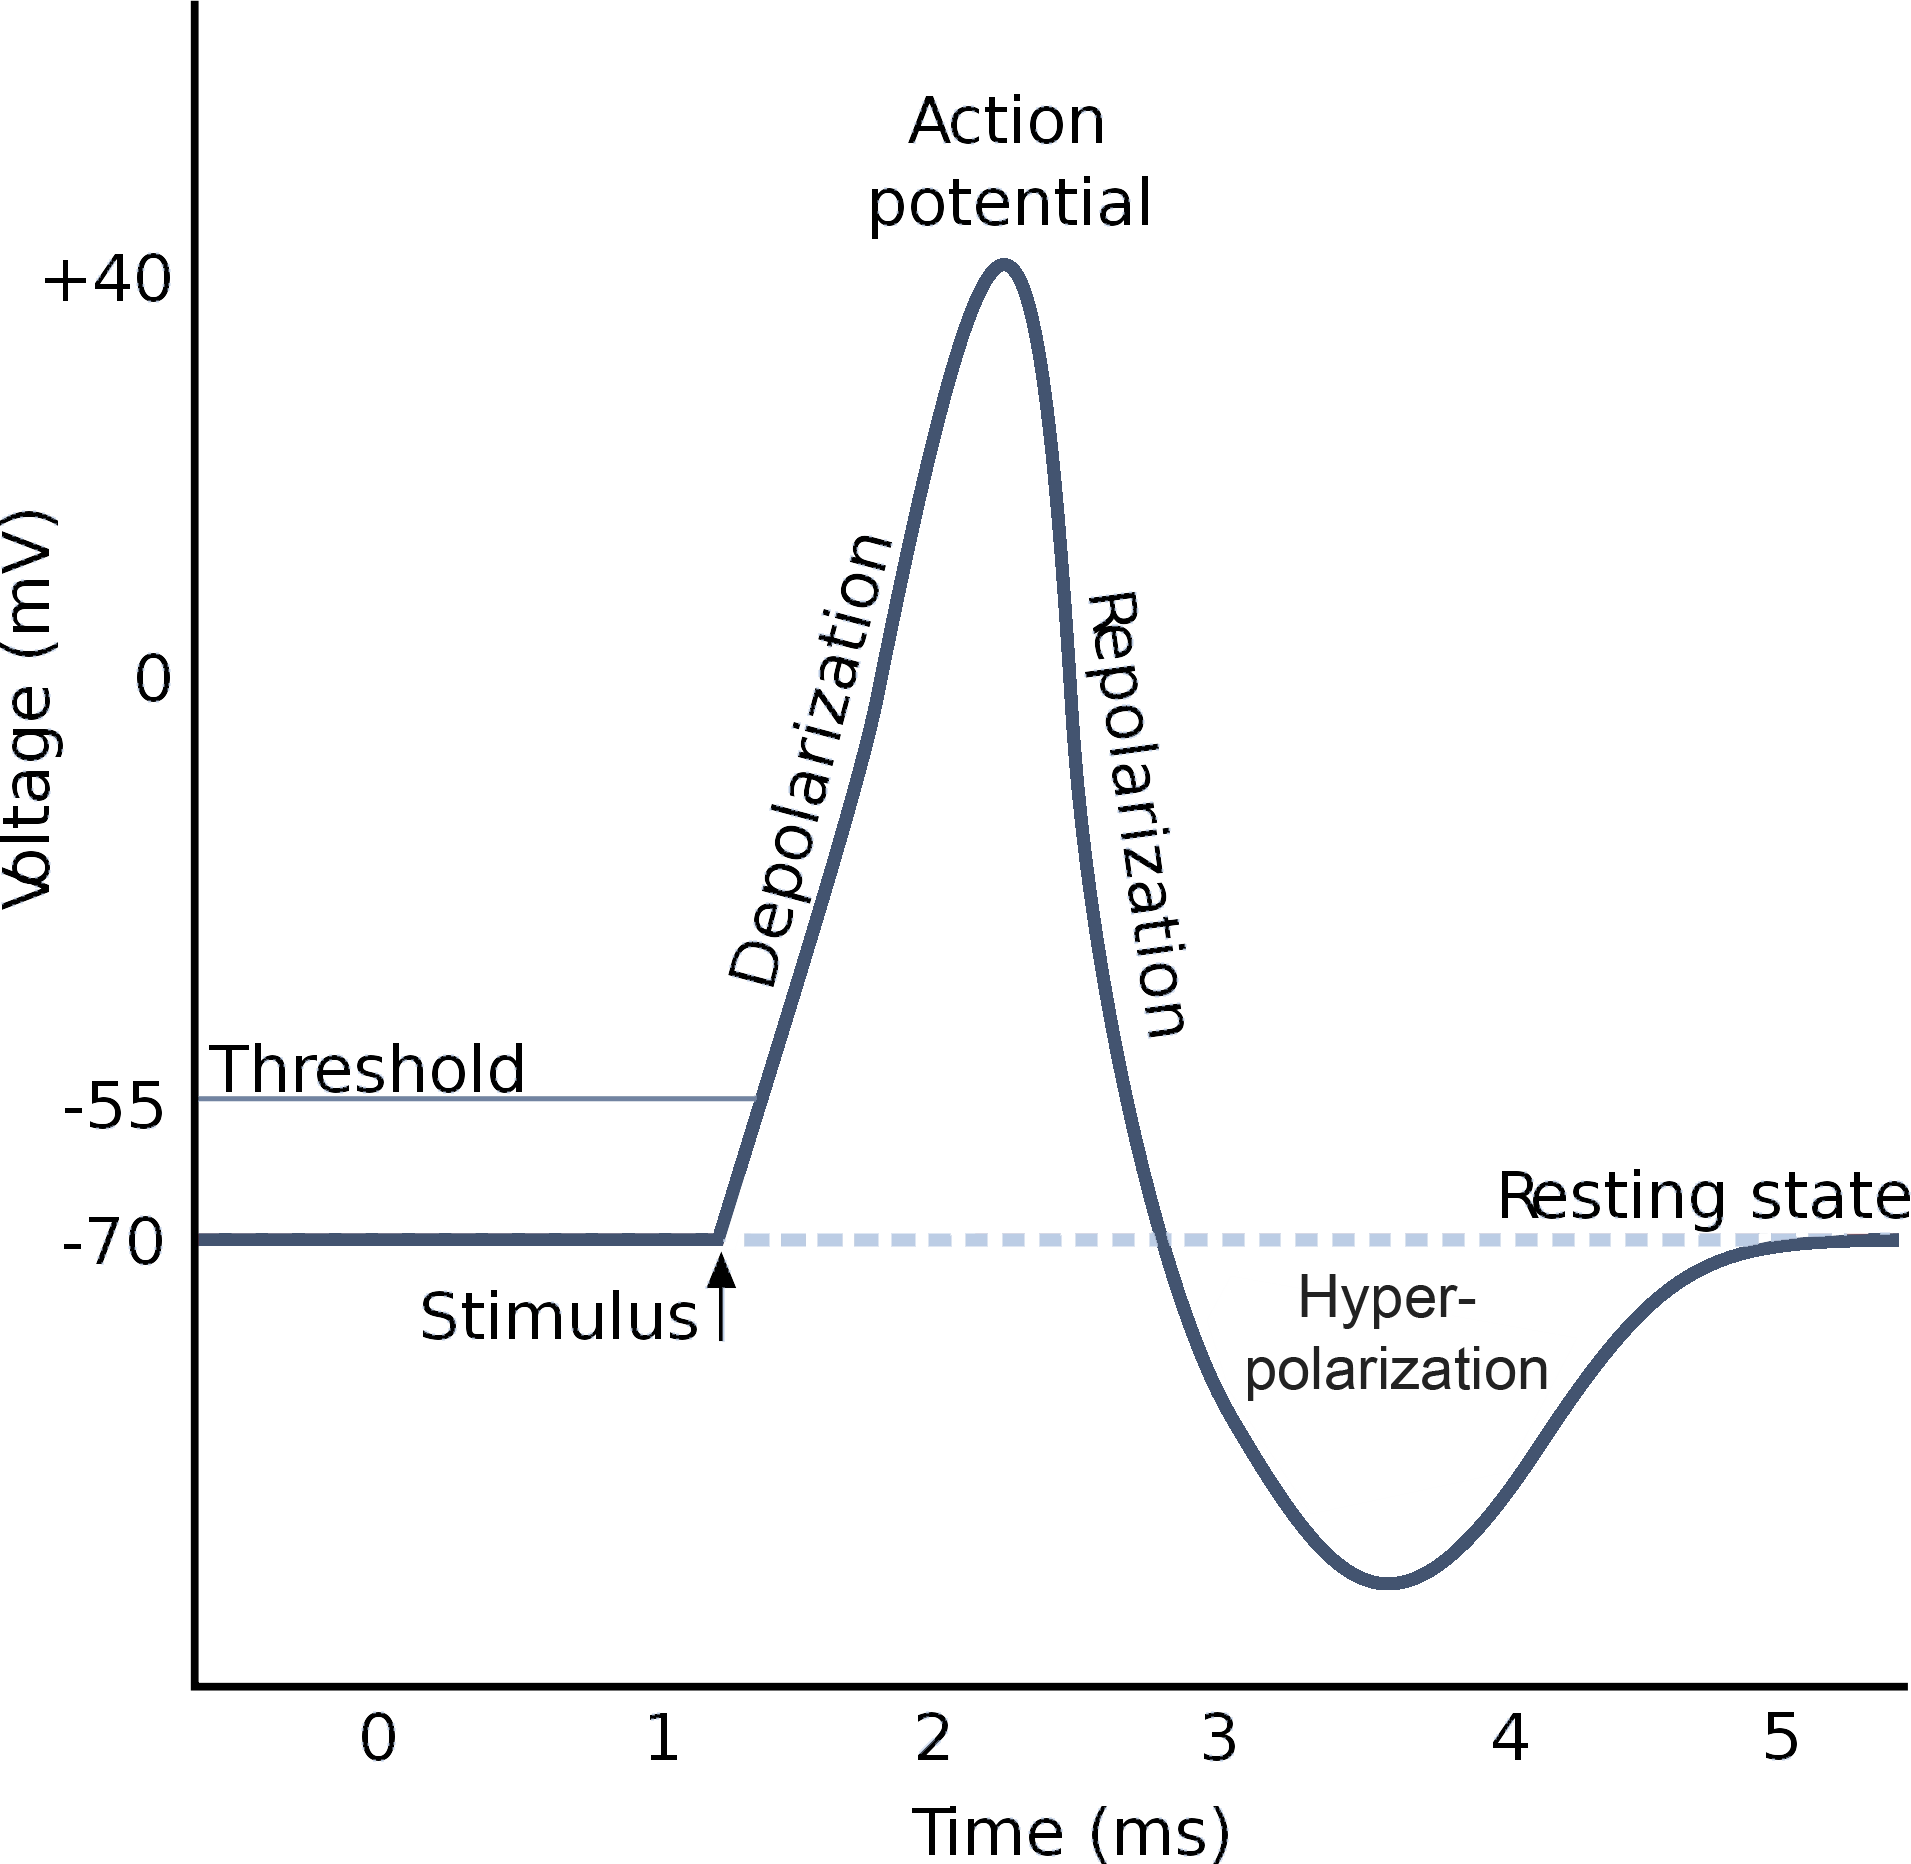 Action
potential
+40
Voltage (mV)
0
Depolarization
Repolarization
Threshold
-55
Resting state
-70
Stimulus
Hyper-
polarization
0 1 2 3 4 5
Time (ms)